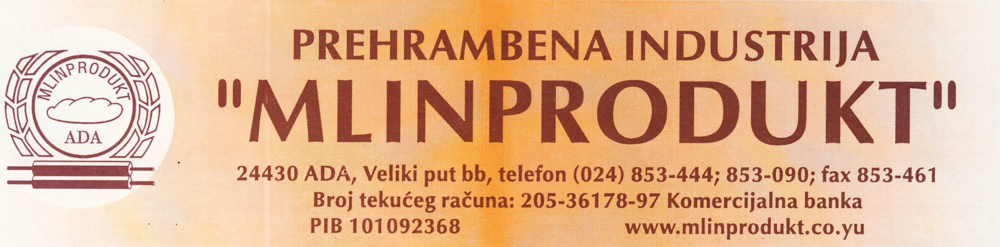 MLINPRODUKT
ADA
PREHRAMBENA INDUSTRIJA
"MLINPRODUKT"
24430 ADA, Veliki put bb, telefon (024) 853-444; 853-090; fax 853-461
Broj tekućeg računa: 205-36178-97 Komercijalna banka
PIB 101092368 www.mlinprodukt.co.yu